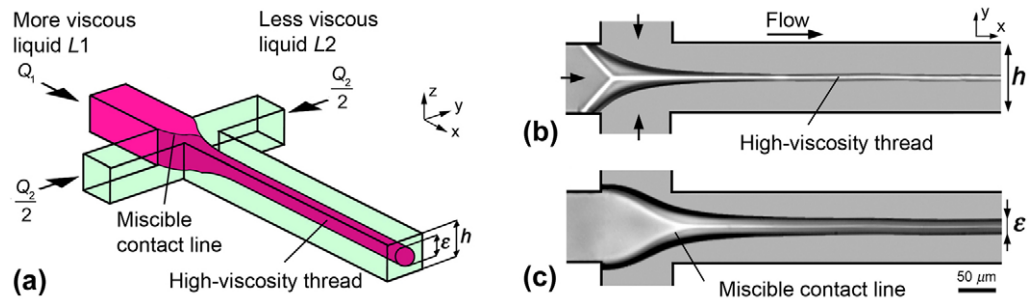 More viscous
liquid L1
Less viscous
liquid L2
Q1
Q2
2
z
y
x
Q2
2
Miscible
contact line
ε
h
High-viscosity thread
(a)
Flow
y
x
h
(b)
High-viscosity thread
ε
(c)
Miscible contact line
50 μm